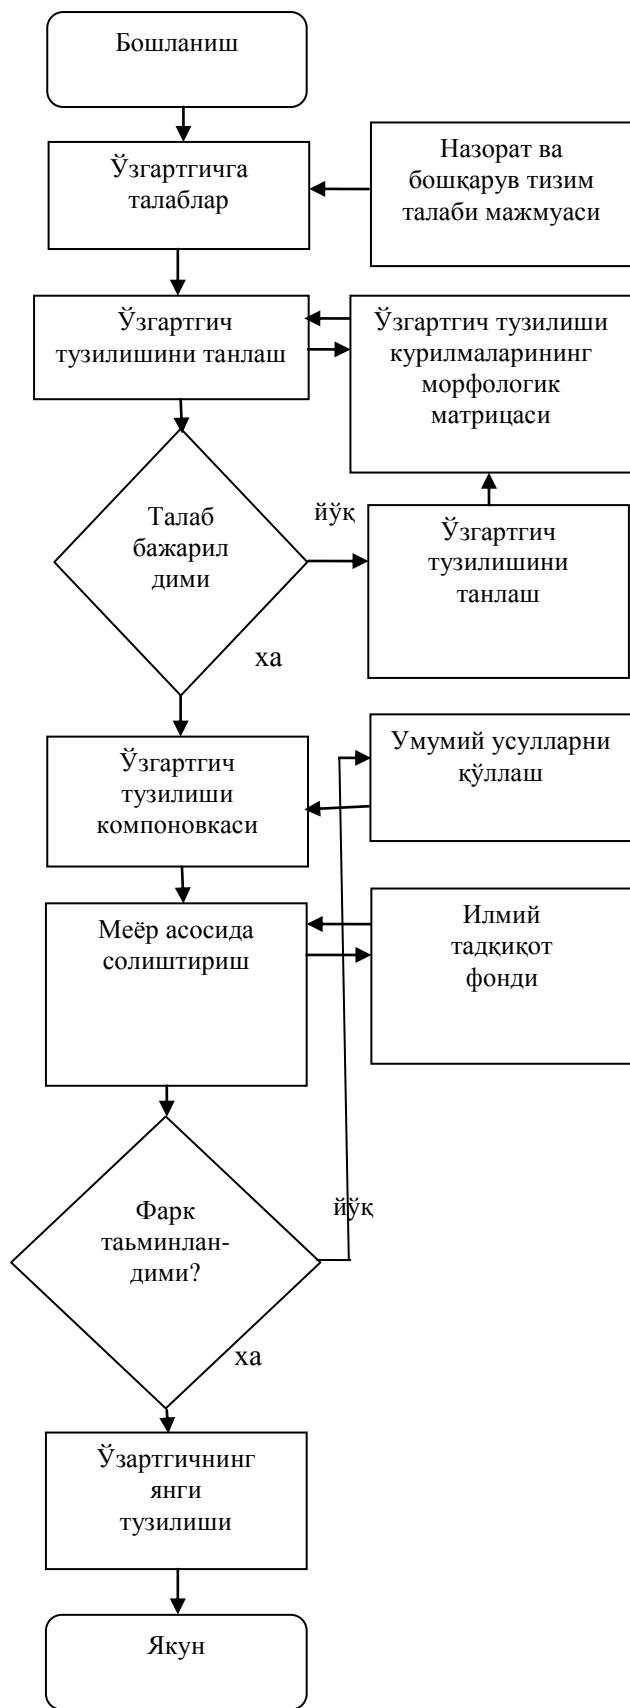 Бошланиш
Ўзгартгичга
талаблар
Назорат ва
бошқарув тизим
талаби мажмуаси
Ўзгартгич
тузилишини танлаш
Ўзгартгич тузилиши
курилмаларининг
морфологик
матрицаси
Талаб
бажарил
дими
йўқ
Ўзгартгич
тузилишини
танлаш
ха
Ўзгартгич
тузилиши
компоновкаси
Умумий усулларни
қўллаш
Меёр асосида
солиштириш
Илмий
тадқиқот
фонди
Фарк
таьминлан-
дими?
йўқ
ха
Ўзартгичнинг
янги
тузилиши
Якун